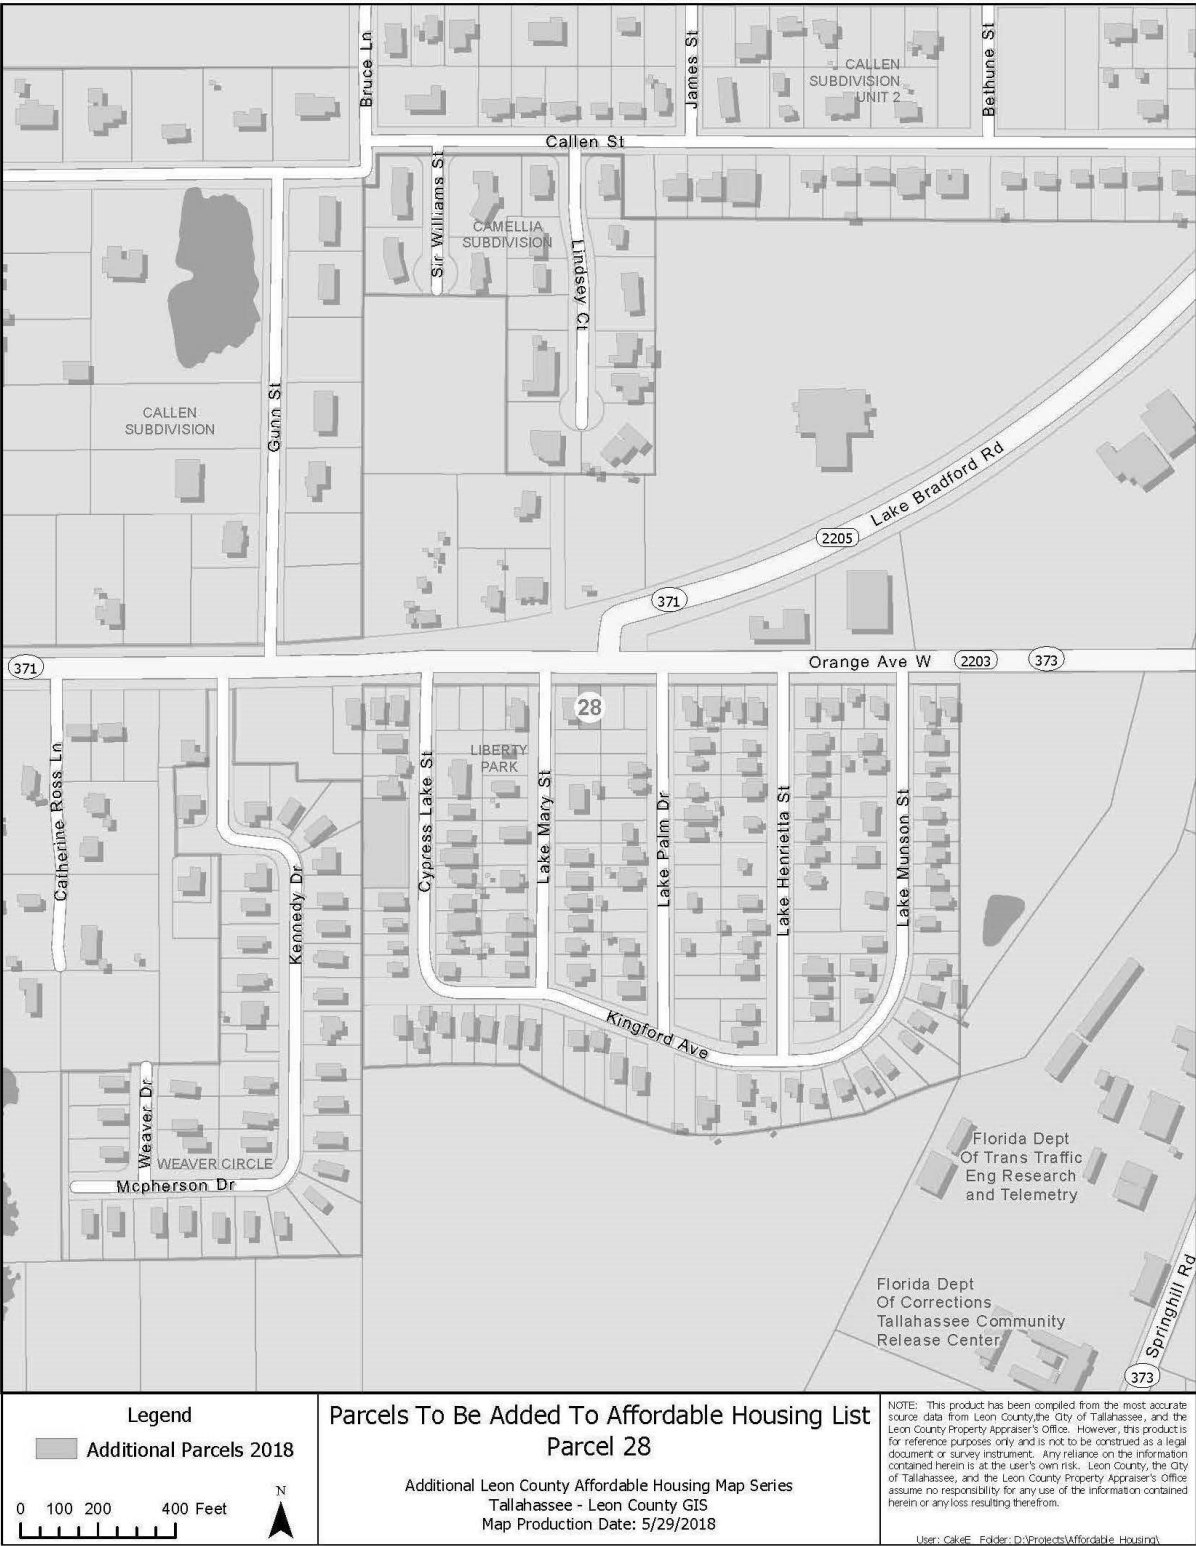 Bruce Ln
James St
Bethune St
CALLEN
SUBDIVISION
UNIT 2
Callen St
Sir Williams St
CAMELLIA
SUBDIVISION
Lindsey Ct
Gunn St
CALLEN
SUBDIVISION
Lake Bradford Rd
2205
371
371
Orange Ave W
2203
373
28
LIBERTY
PARK
Catherine Ross Ln
Kennedy Dr
Cypress Lake St
Lake Mary St
Lake Palm Dr
Lake Henrietta St
Lake Munson St
Kingford Ave
Weaver Dr
WEAVER CIRCLE
Mcpherson Dr
Florida Dept
Of Trans Traffic
Eng Research
and Telemetry
Florida Dept
Of Corrections
Tallahassee Community
Release Center
Springhill Rd
373
Legend
Additional Parcels 2018
0 100 200 400 Feet
N
Parcels To Be Added To Affordable Housing List
Parcel 28
Additional Leon County Affordable Housing Map Series
Tallahassee - Leon County GIS
Map Production Date: 5/29/2018
NOTE: This product has been compiled from the most accurate
source data from Leon County,the City of Tallahassee, and the
Leon County Property Appraiser's Office. However, this product is
for reference purposes only and is not to be construed as a legal
document or survey instrument. Any reliance on the information
contained herein is at the user's own risk. Leon County, the City
of Tallahassee, and the Leon County Property Appraiser's Office
assume no responsibility for any use of the information contained
herein or any loss resulting therefrom.
User: CakeE Folder: D:\Projects\Affordable_Housing\